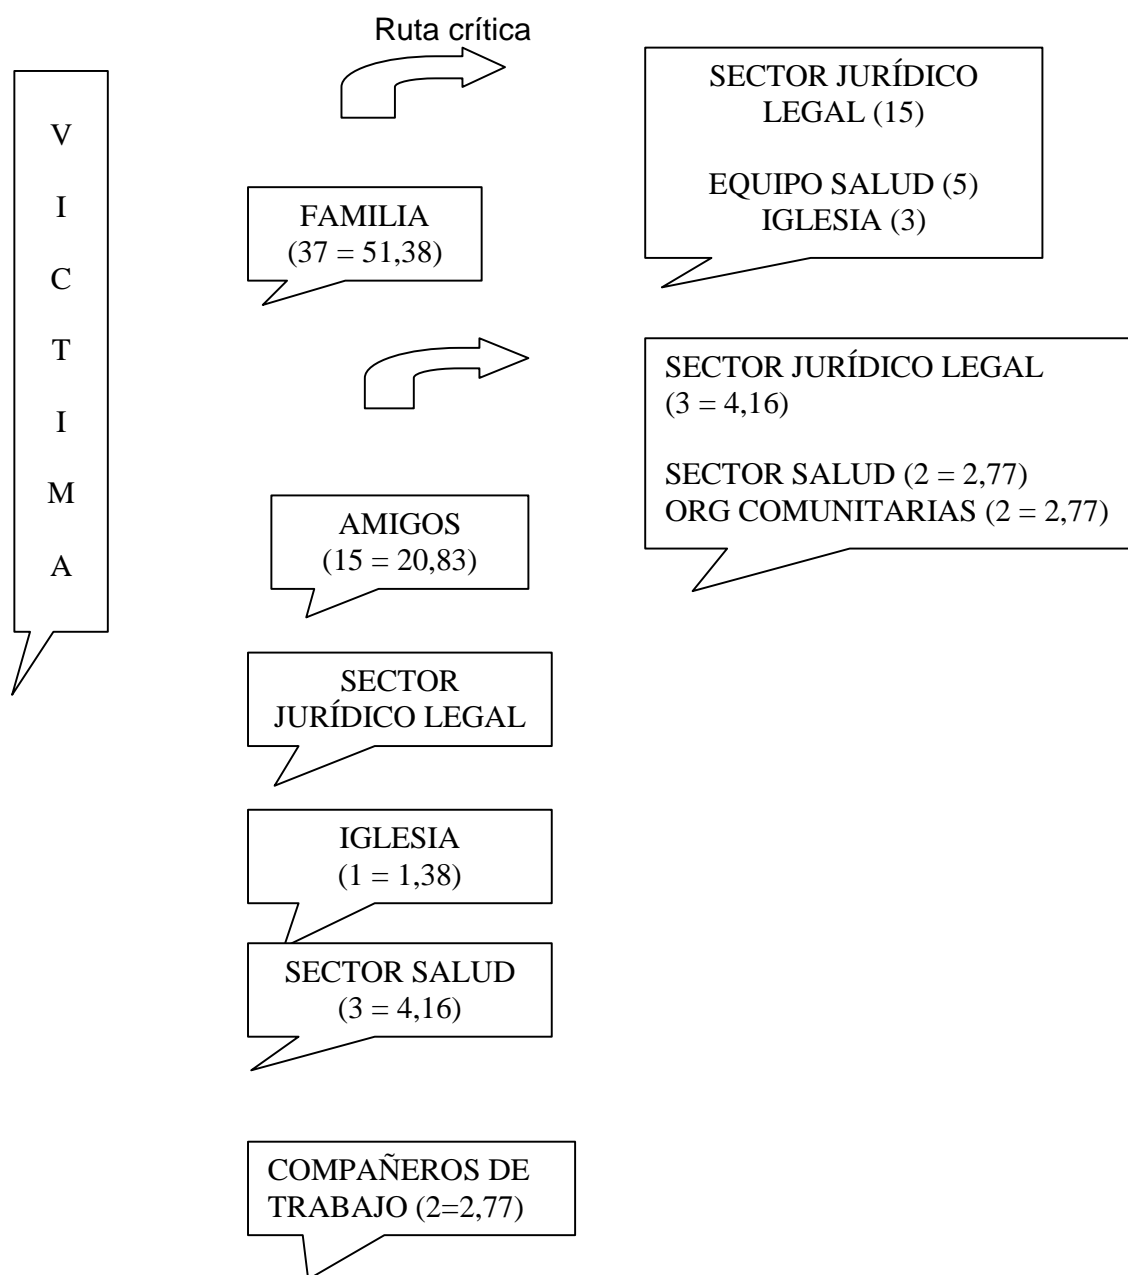 Ruta crítica
V
I
C
T
I
M
A
FAMILIA
(37 = 51,38)
SECTOR JURÍDICO
LEGAL (15)
EQUIPO SALUD (5)
IGLESIA (3)
AMIGOS
(15 = 20,83)
SECTOR JURÍDICO LEGAL
(3 = 4,16)
SECTOR SALUD (2 = 2,77)
ORG COMUNITARIAS (2 = 2,77)
SECTOR
JURÍDICO LEGAL
IGLESIA
(1 = 1,38)
SECTOR SALUD
(3 = 4,16)
COMPAÑEROS DE
TRABAJO (2=2,77)